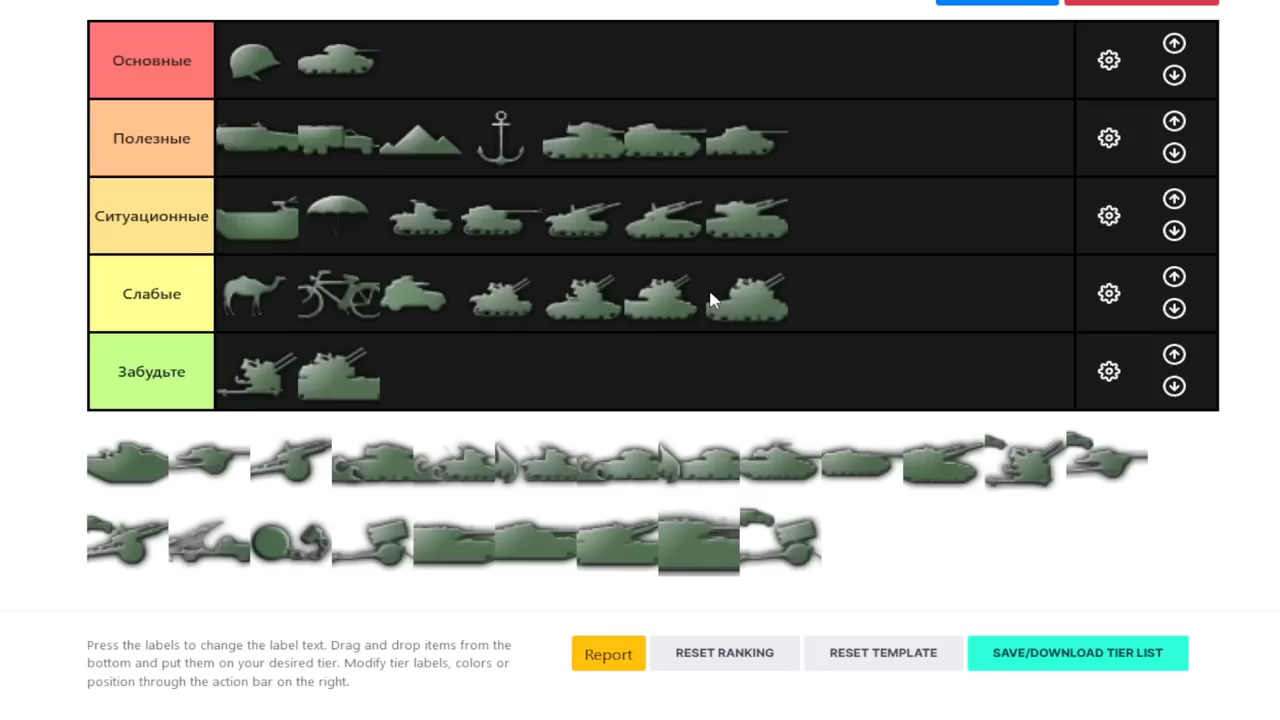 Основные
Полезные
Ситуационные
Слабые
Забудьте
Press the labels to change the label text. Drag and drop items from the
bottom and put them on your desired tier. Modify tier labels, colors or
position through the action bar on the right.
Report
RESET RANKING
RESET TEMPLATE
SAVE/DOWNLOAD TIER LIST